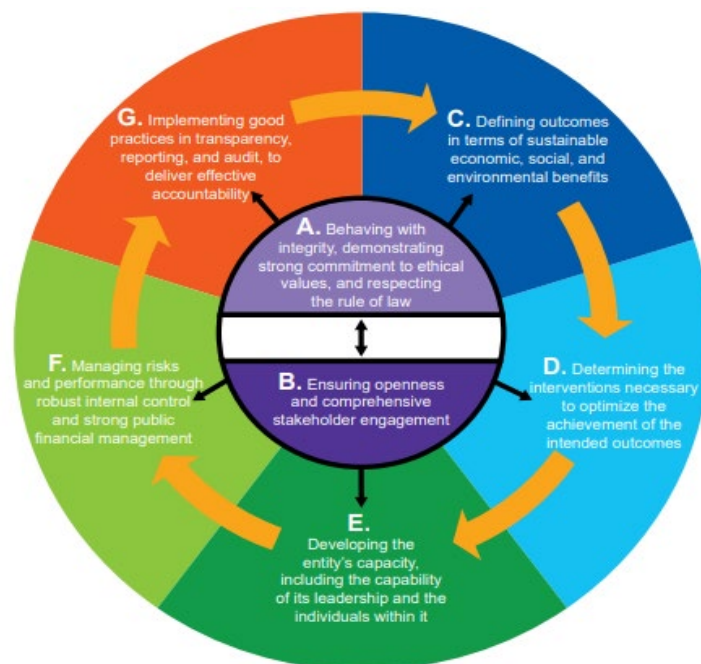 G. Implementing good
practices in transparency,
reporting, and audit, to
deliver effective
accountability
C. Defining outcomes
in terms of sustainable
economic, social, and
environmental benefits
A. Behaving with
integrity, demonstrating
strong commitment to ethical
values, and respecting
the rule of law
B. Ensuring openness
and comprehensive
stakeholder engagement
F. Managing risks
and performance through
robust internal control
and strong public
financial management
D. Determining the
interventions necessary
to optimize the
achievement of the
intended outcomes
E.
Developing the
entity's capacity,
including the capability
of its leadership and the
individuals within it